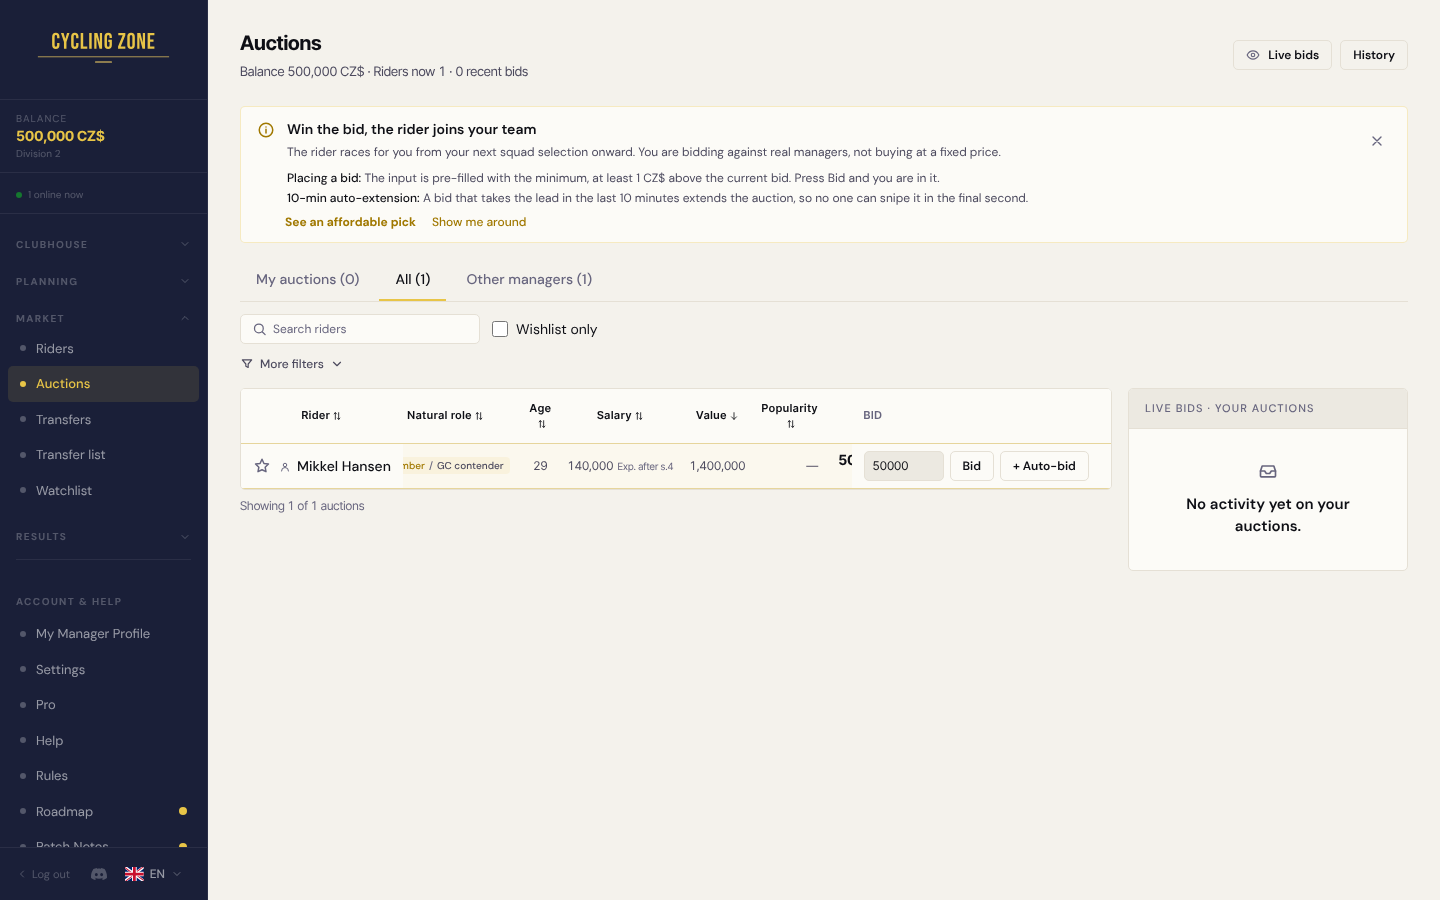 CYCLING ZONE
BALANCE
500,000 CZ$
Division 2
1 online now
CLUBHOUSE
PLANNING
MARKET
Riders
Auctions
Transfers
Transfer list
Watchlist
RESULTS
ACCOUNT & HELP
My Manager Profile
Settings
Pro
Help
Rules
Roadmap
Patch Notes
Log out
EN
Auctions
Balance 500,000 CZ$ · Riders now 1 · 0 recent bids
Live bids
History
Win the bid, the rider joins your team
The rider races for you from your next squad selection onward. You are bidding against real managers, not buying at a fixed price.
Placing a bid: The input is pre-filled with the minimum, at least 1 CZ$ above the current bid. Press Bid and you are in it.
10-min auto-extension: A bid that takes the lead in the last 10 minutes extends the auction, so no one can snipe it in the final second.
See an affordable pick Show me around
My auctions (0) All (1) Other managers (1)
Search riders
Wishlist only
More filters
Rider Natural role Age Salary Value Popularity BID
Mikkel Hansen / GC contender 29 140,000 Exp. after s.4 1,400,000 — 50000 Bid + Auto-bid
Showing 1 of 1 auctions
LIVE BIDS · YOUR AUCTIONS
No activity yet on your
auctions.